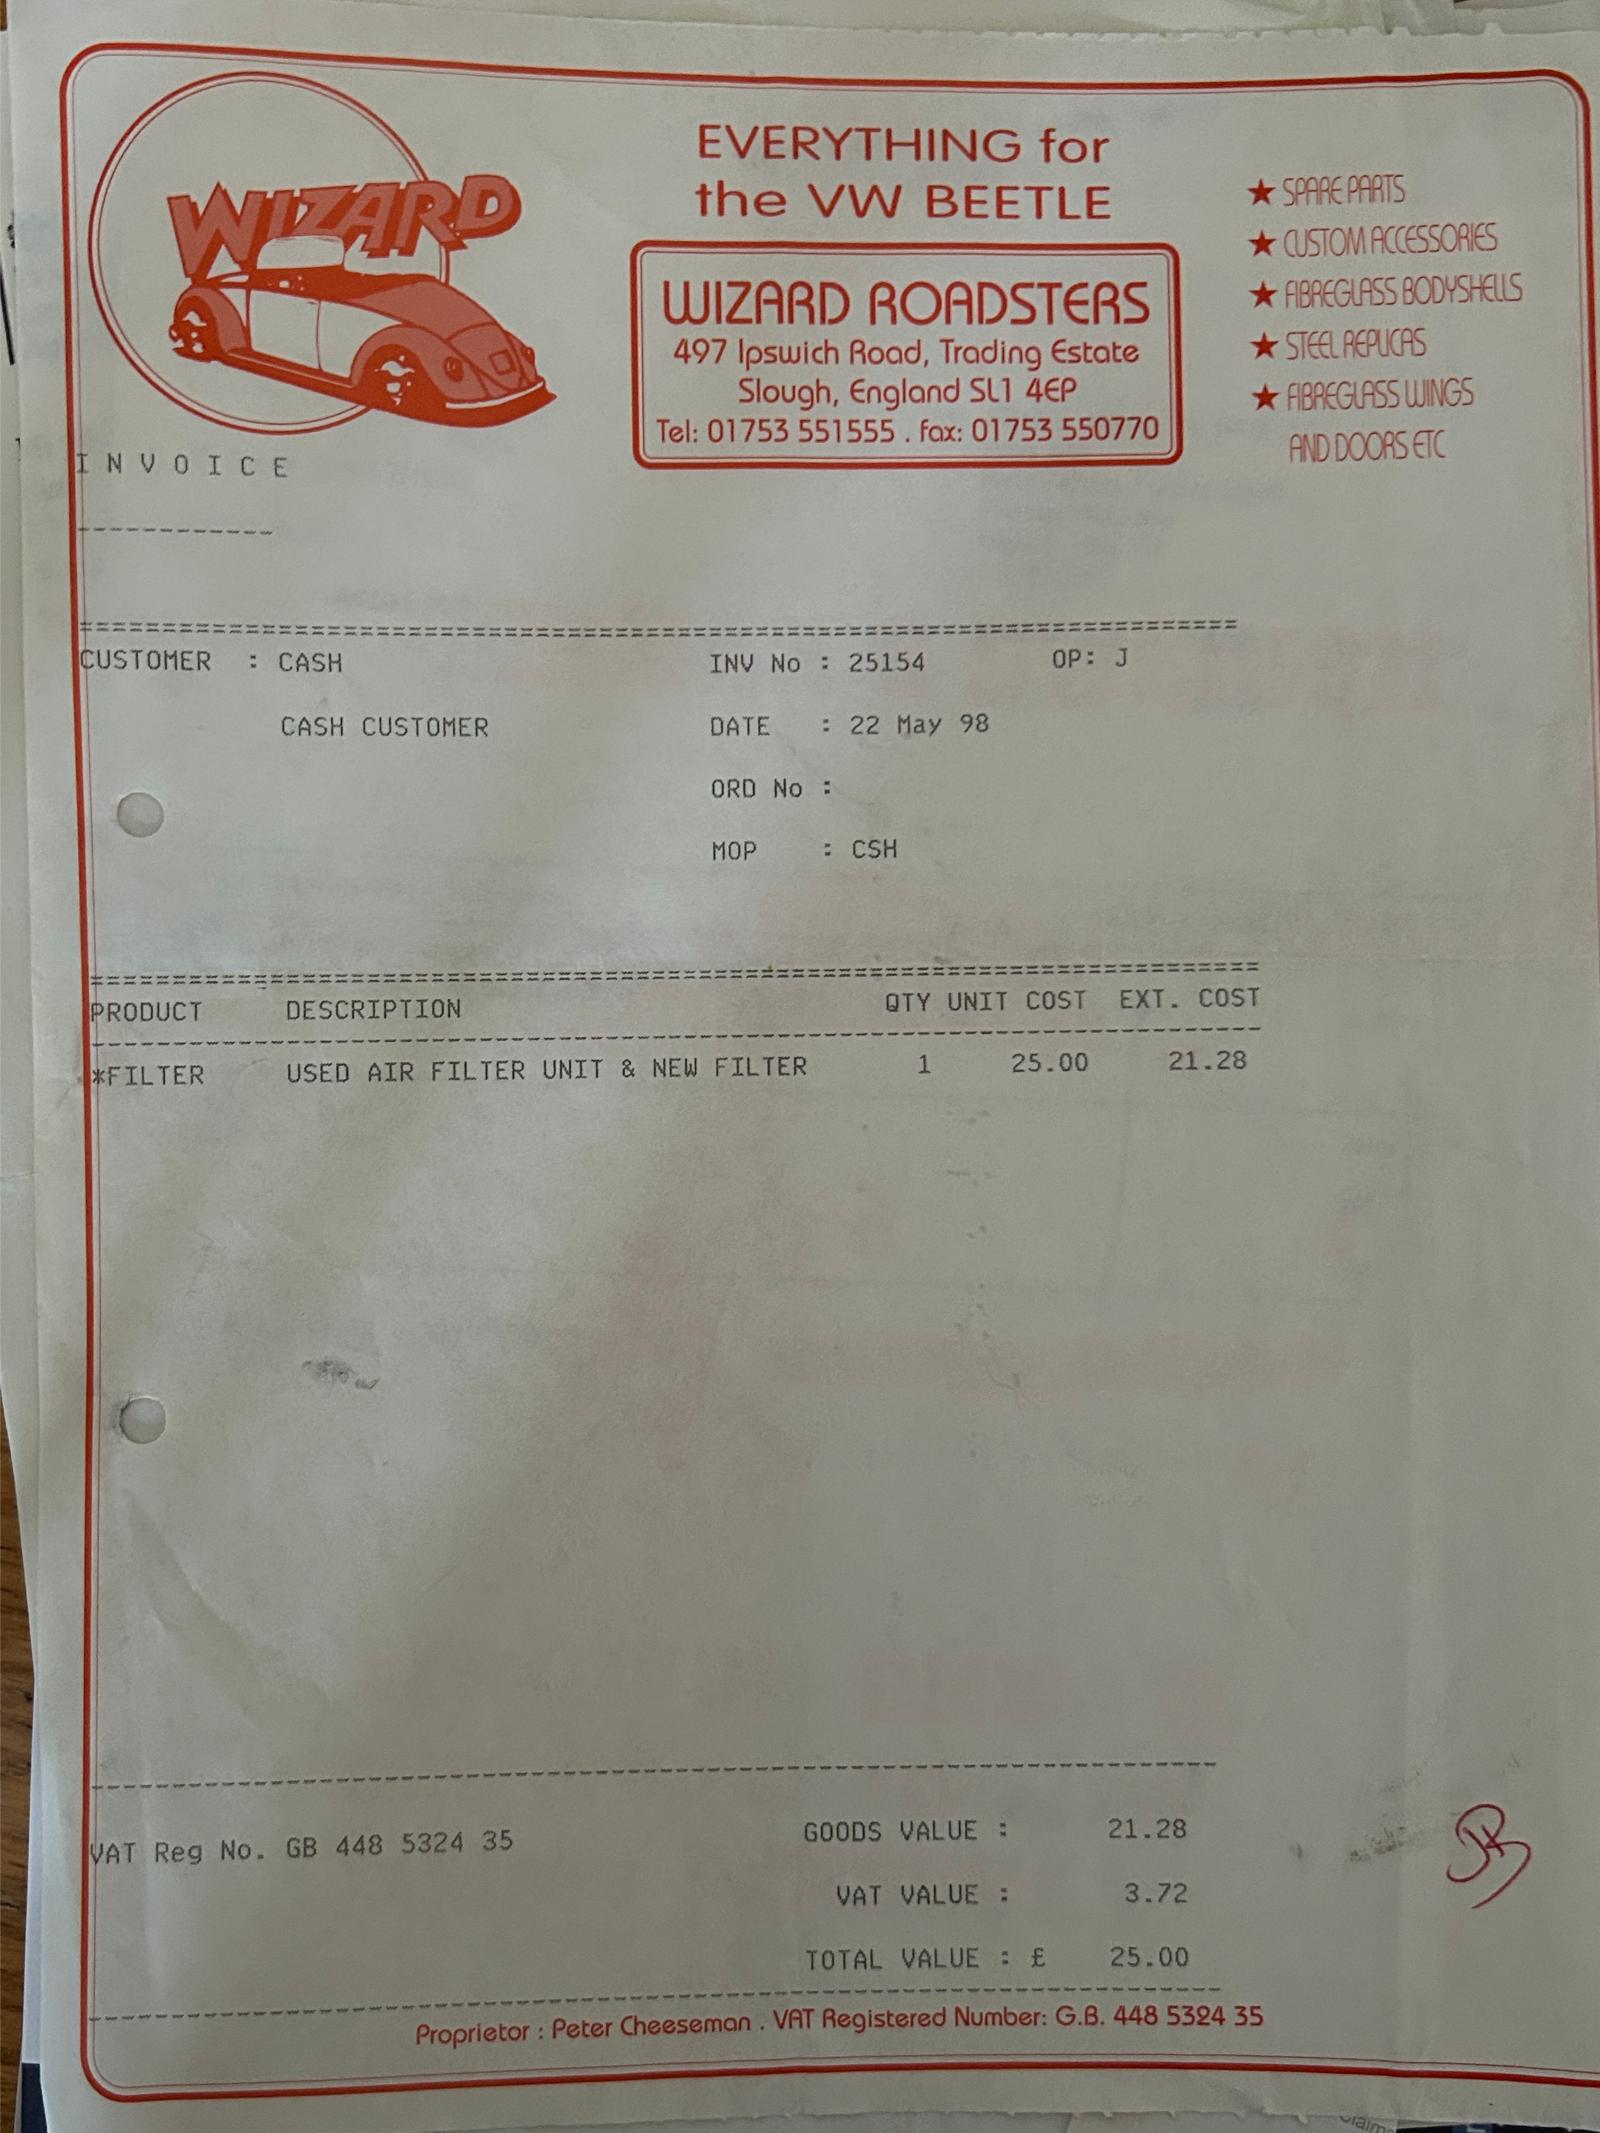 WIZARD
EVERYTHING for
the VW BEETLE
WIZARD ROADSTERS
497 Ipswich Road, Trading Estate
Slough, England SL1 4EP
Tel: 01753 551555 . Fax: 01753 550770
★ SPARE PARTS
★ CUSTOM ACCESSORIES
★ FIBREGLASS BODYSHELLS
★ STEEL REPLICAS
★ FIBREGLASS WINGS
AND DOORS ETC
I N V O I C E
------------
==========================================================================
CUSTOMER : CASH INV No : 25154 OP: J
CASH CUSTOMER DATE : 22 May 98
ORD No :
MOP : CSH
==========================================================================
PRODUCT DESCRIPTION QTY UNIT COST EXT. COST
--------------------------------------------------------------------------
*FILTER USED AIR FILTER UNIT & NEW FILTER 1 25.00 21.28
--------------------------------------------------------------------------
VAT Reg No. GB 448 5324 35 GOODS VALUE : 21.28
VAT VALUE : 3.72
TOTAL VALUE : £ 25.00
--------------------------------------------------------------------------
Proprietor : Peter Cheeseman . VAT Registered Number: G.B. 448 5324 35